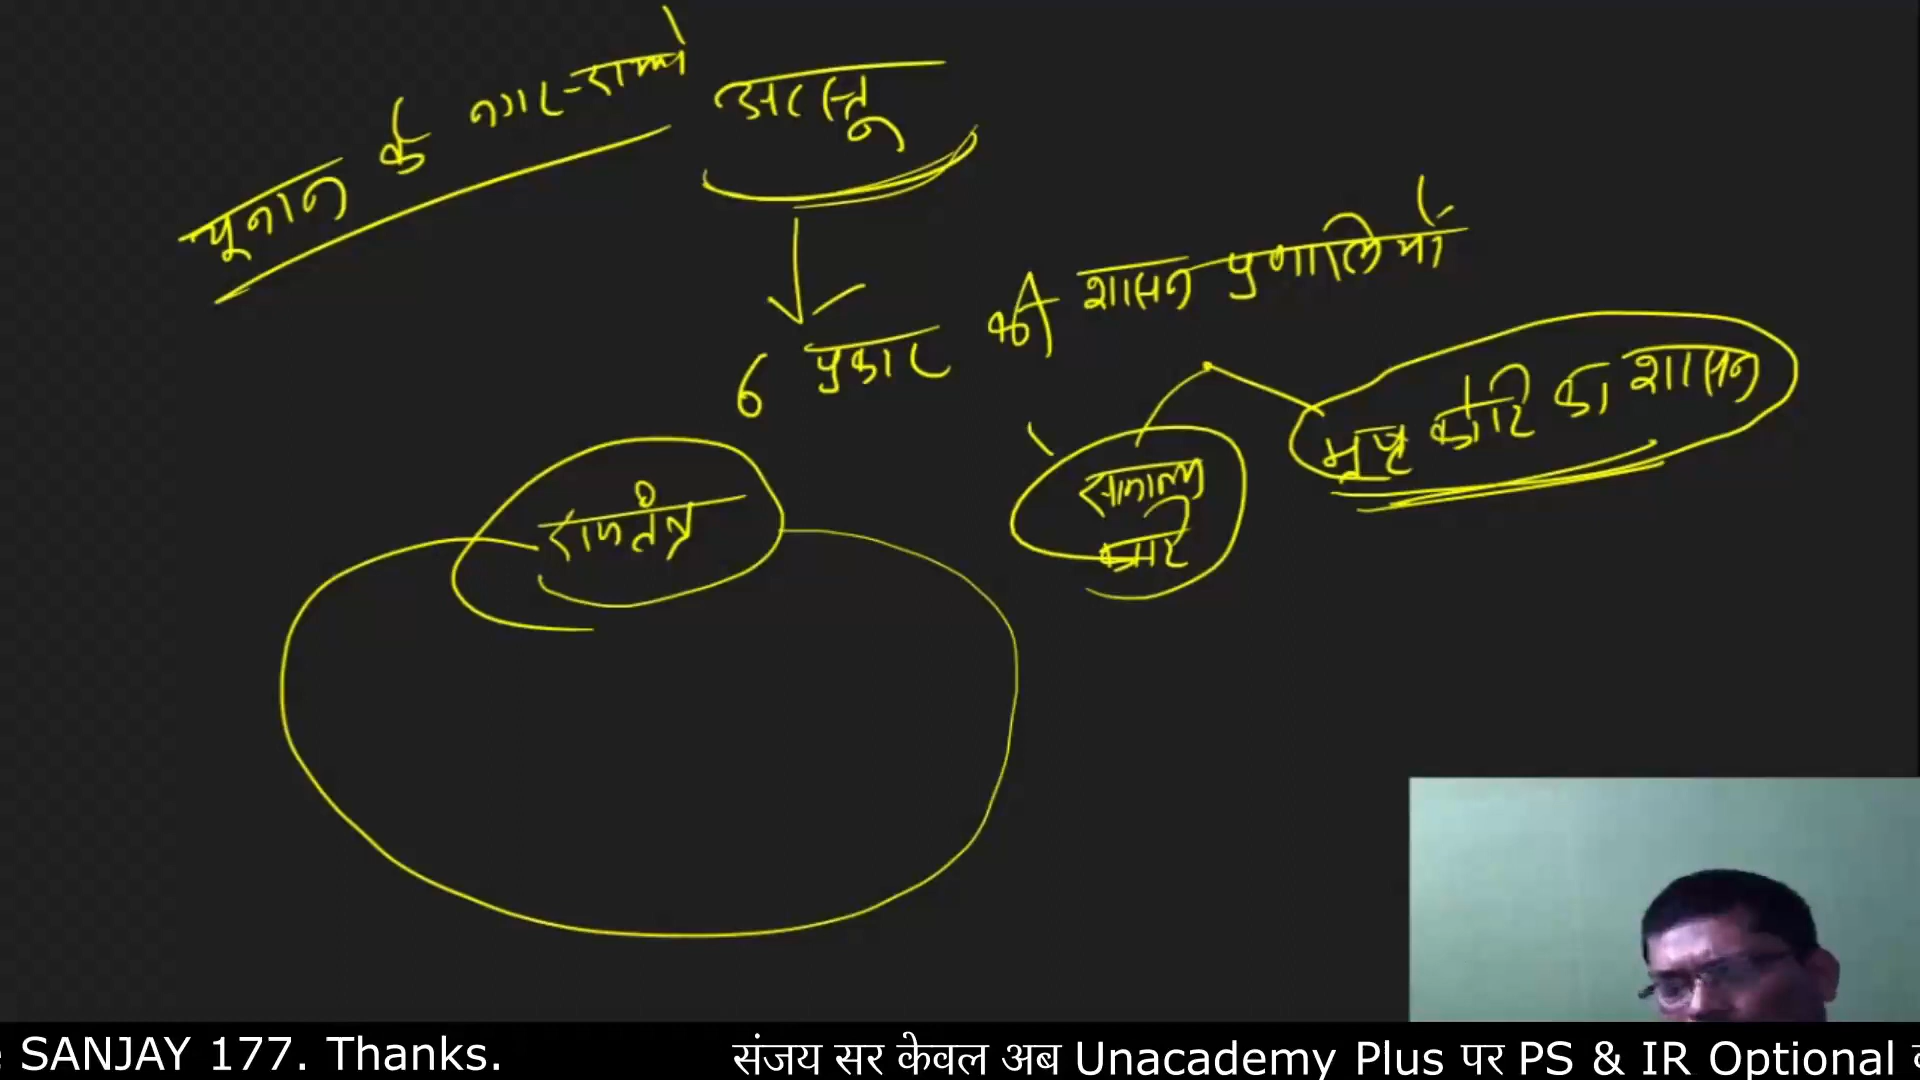 यूनान के नगर-राज्यों
अरस्तू
6 प्रकार की शासन प्रणालियाँ
राजतंत्र
सामान्य
कोटि
भ्रष्ट कोटि का शासन
SANJAY 177. Thanks. संजय सर केवल अब Unacademy Plus पर PS & IR Optional